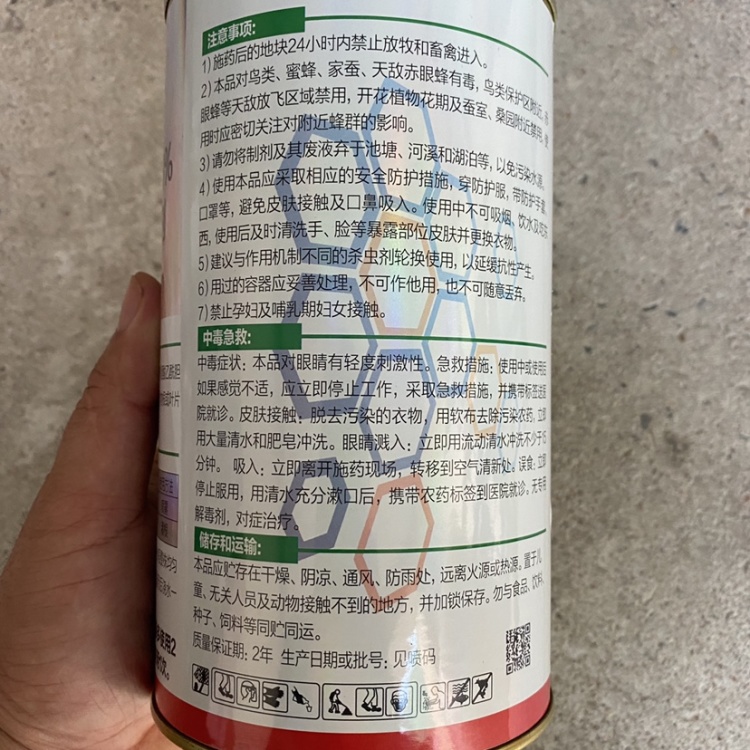 注意事项:
1）施药后的地块24小时内禁止放牧和畜禽进入。
2）本品对鸟类、蜜蜂、家蚕、天敌赤眼蜂有毒，鸟类保护区附近、
眼蜂等天敌放飞区域禁用，开花植物花期及蚕室、桑园附近禁用，使
用时应密切关注对附近蜂群的影响。
3）请勿将制剂及其废液弃于池塘、河溪和湖泊等，以免污染水源。
4）使用本品应采取相应的安全防护措施，穿防护服，带防护手套、
口罩等，避免皮肤接触及口鼻吸入。使用中不可吸烟、饮水及吃东
西，使用后及时清洗手、脸等暴露部位皮肤并更换衣物。
5）建议与作用机制不同的杀虫剂轮换使用，以延缓抗性产生。
6）用过的容器应妥善处理，不可作他用，也不可随意丢弃。
7）禁止孕妇及哺乳期妇女接触。
中毒急救:
中毒症状：本品对眼睛有轻度刺激性。急救措施：使用中或使用后
如果感觉不适，应立即停止工作，采取急救措施，并携带标签送医
院就诊。皮肤接触：脱去污染的衣物，用软布去除污染农药，立即
用大量清水和肥皂冲洗。眼睛溅入：立即用流动清水冲洗不少于15
分钟。 吸入：立即离开施药现场，转移到空气清新处。误食：立即
停止服用，用清水充分漱口后，携带农药标签到医院就诊。无专用
解毒剂，对症治疗。
储存和运输:
本品应贮存在干燥、阴凉、通风、防雨处，远离火源或热源。置于儿
童、无关人员及动物接触不到的地方，并加锁保存。勿与食品、饮料、
种子、饲料等同贮同运。
质量保证期: 2年 生产日期或批号: 见喷码